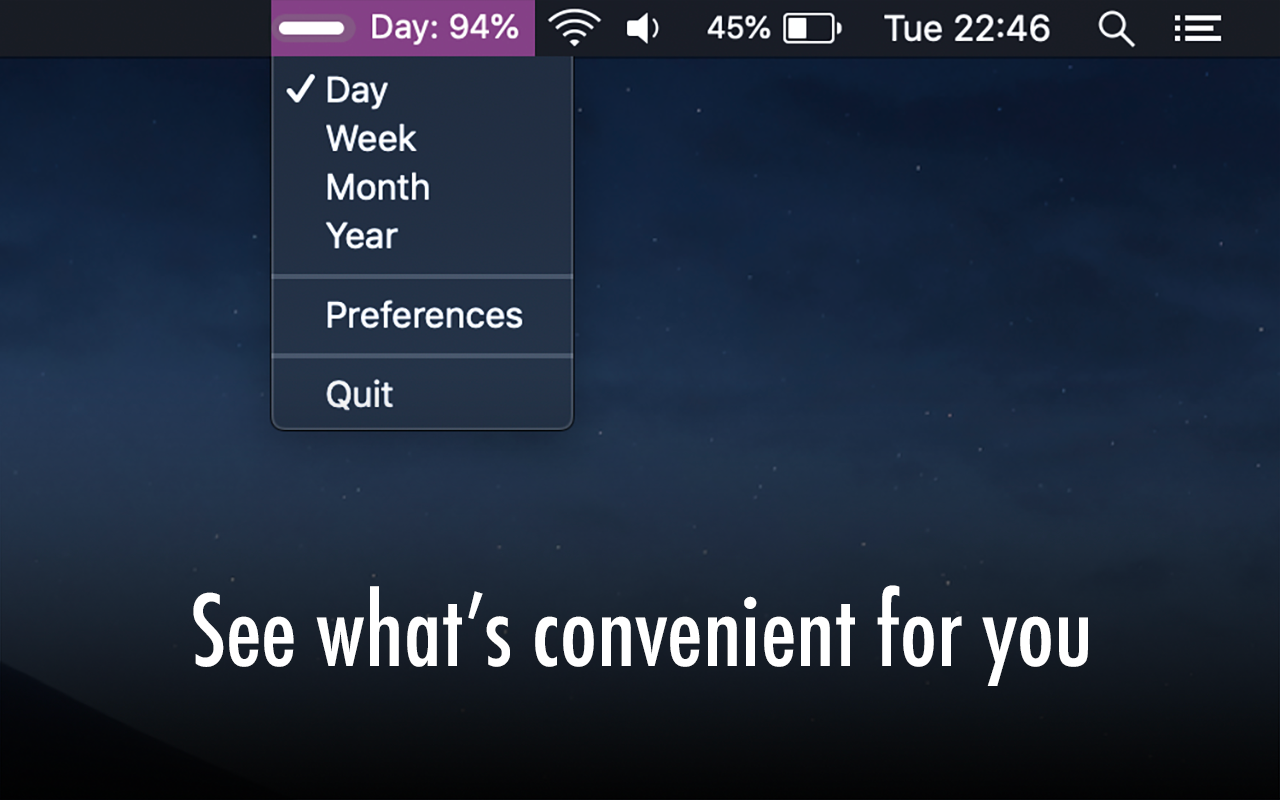 Day: 94% 45% Tue 22:46
Day
Week
Month
Year
Preferences
Quit
See what’s convenient for you